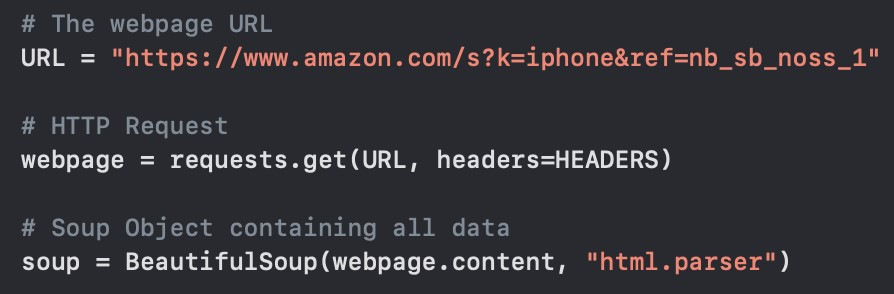 # The webpage URL
URL = "https://www.amazon.com/s?k=iphone&ref=nb_sb_noss_1"
# HTTP Request
webpage = requests.get(URL, headers=HEADERS)
# Soup Object containing all data
soup = BeautifulSoup(webpage.content, "html.parser")